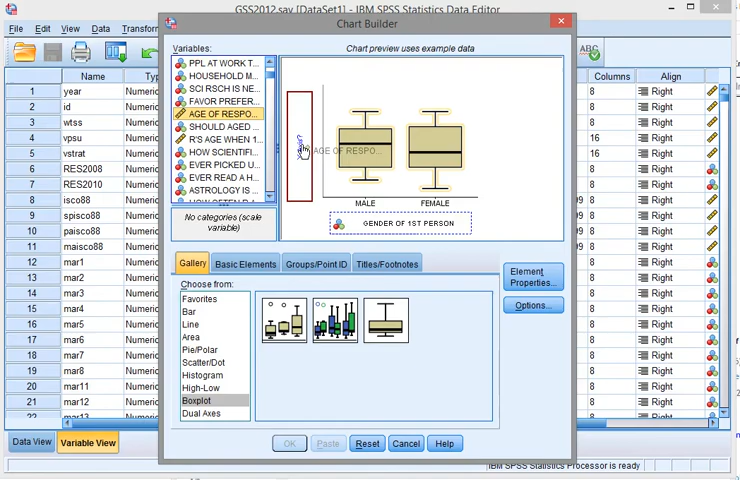 GSS2012.sav [DataSet1] - IBM SPSS Statistics Data Editor
File Edit View Data Transform
Name Type Columns Align
1 year Numeric 8 Right
2 id Numeric 8 Right
3 wtss Numeric 8 Right
4 vpsu Numeric 16 Right
5 vstrat Numeric 16 Right
6 RES2008 Numeric 8 Right
7 RES2010 Numeric 8 Right
8 isco88 Numeric 8 Right
9 spisco88 Numeric 8 Right
10 paisco88 Numeric 8 Right
11 maisco88 Numeric 8 Right
12 mar1 Numeric 8 Right
13 mar2 Numeric 8 Right
14 mar3 Numeric 8 Right
15 mar4 Numeric 8 Right
16 mar5 Numeric 8 Right
17 mar6 Numeric 8 Right
18 mar7 Numeric 8 Right
19 mar8 Numeric 8 Right
20 mar11 Numeric 8 Right
21 mar12 Numeric 8 Right
22 mar13 Numeric 8 Right
Data View Variable View
IBM SPSS Statistics Processor is ready
Chart Builder
Variables:
PPL AT WORK T...
HOUSEHOLD M...
SCI RSCH IS NE...
FAVOR PREFER...
AGE OF RESPO...
SHOULD AGED ...
R'S AGE WHEN 1...
HOW SCIENTIFI...
EVER PICKED U...
EVER READ A H...
ASTROLOGY IS ...
No categories (scale
variable)
Chart preview uses example data
AGE OF RESPO...
MALE FEMALE
GENDER OF 1ST PERSON
Gallery Basic Elements Groups/Point ID Titles/Footnotes
Choose from:
Favorites
Bar
Line
Area
Pie/Polar
Scatter/Dot
Histogram
High-Low
Boxplot
Dual Axes
Element
Properties...
Options...
OK Paste Reset Cancel Help